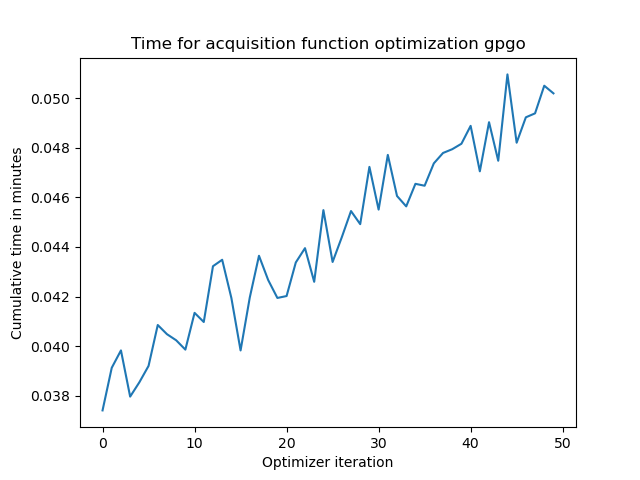 Time for acquisition function optimization gpgo
0.050
0.048
0.046
0.044
0.042
0.040
0.038
Cumulative time in minutes
0 10 20 30 40 50
Optimizer iteration